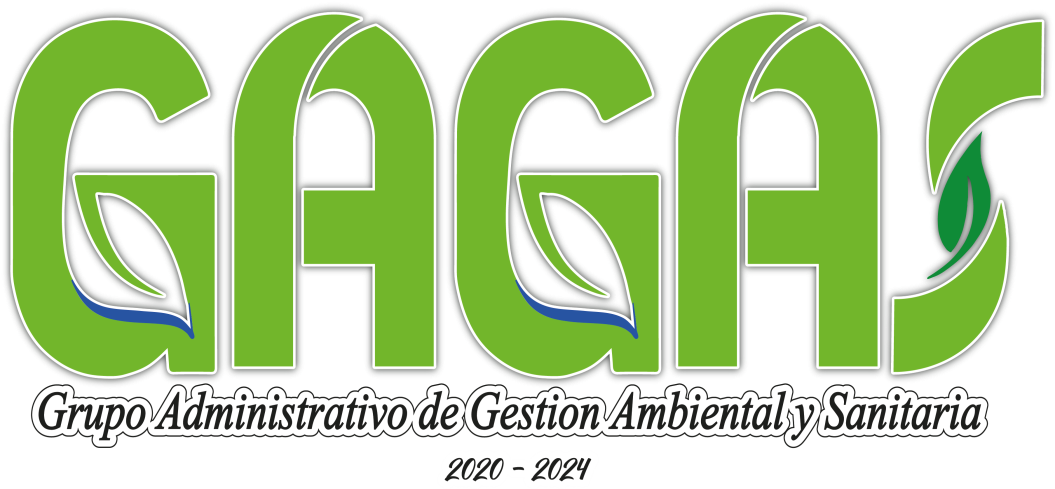 GAGAS
Grupo Administrativo de Gestion Ambiental y Sanitaria
2020 - 2024